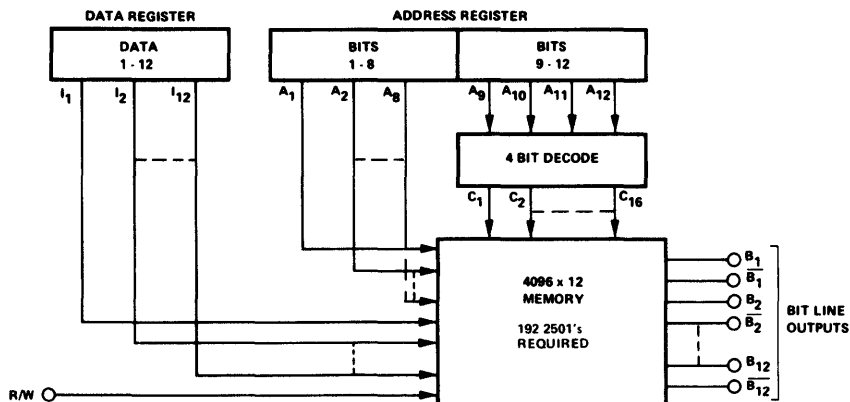 DATA REGISTER
ADDRESS REGISTER
DATA
1 - 12
BITS
1 - 8
BITS
9 - 12
I1 I2 I12
A1 A2 A8
A9 A10 A11 A12
4 BIT DECODE
C1 C2 C16
4096 x 12
MEMORY
192 2501's
REQUIRED
B1
B̅1
B2
B̅2
B12
B̅12
BIT LINE
OUTPUTS
R/W